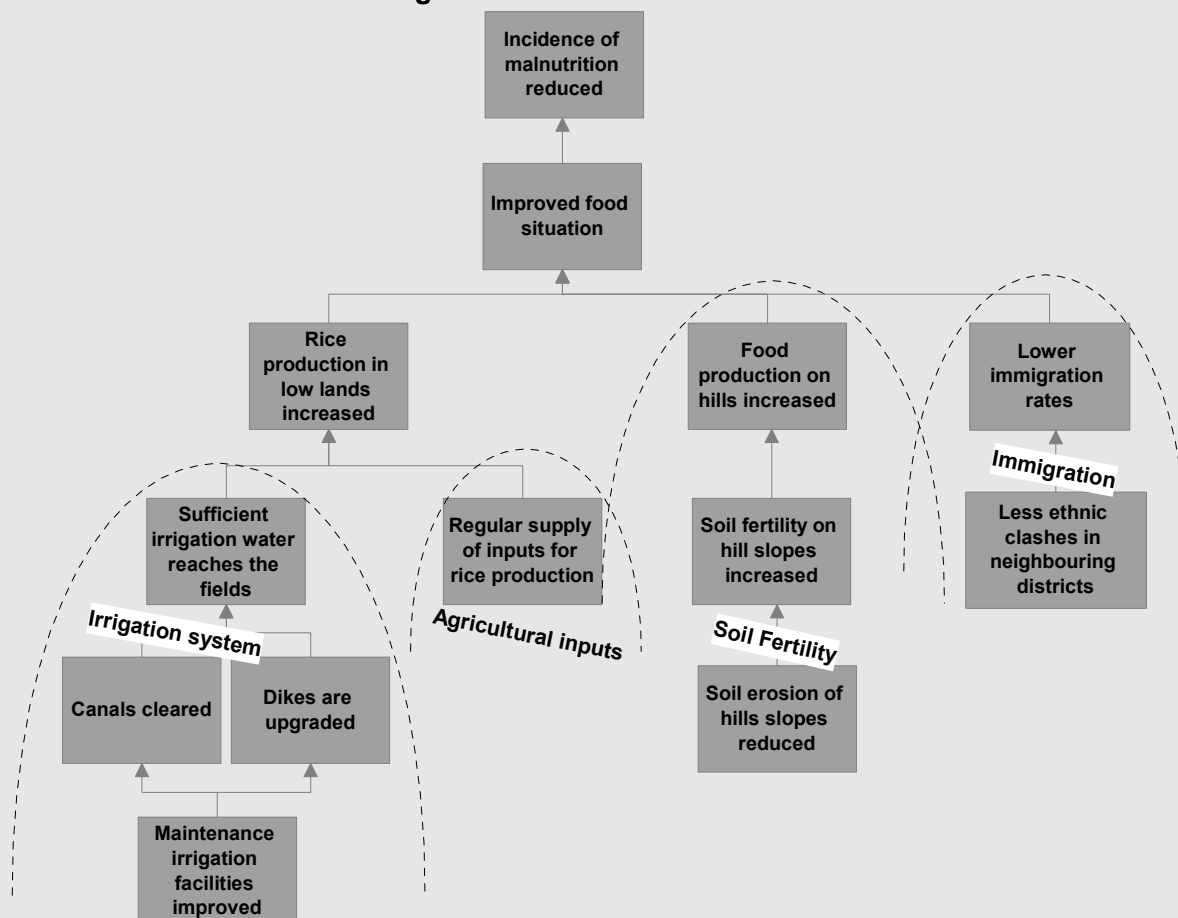 Incidence of
malnutrition
reduced
Improved food
situation
Rice
production in
low lands
increased
Food
production on
hills increased
Lower
immigration
rates
Immigration
Sufficient
irrigation water
reaches the
fields
Regular supply
of inputs for
rice production
Soil fertility on
hill slopes
increased
Less ethnic
clashes in
neighbouring
districts
Irrigation system
Agricultural inputs
Soil Fertility
Canals cleared
Dikes are
upgraded
Soil erosion of
hills slopes
reduced
Maintenance
irrigation
facilities
improved